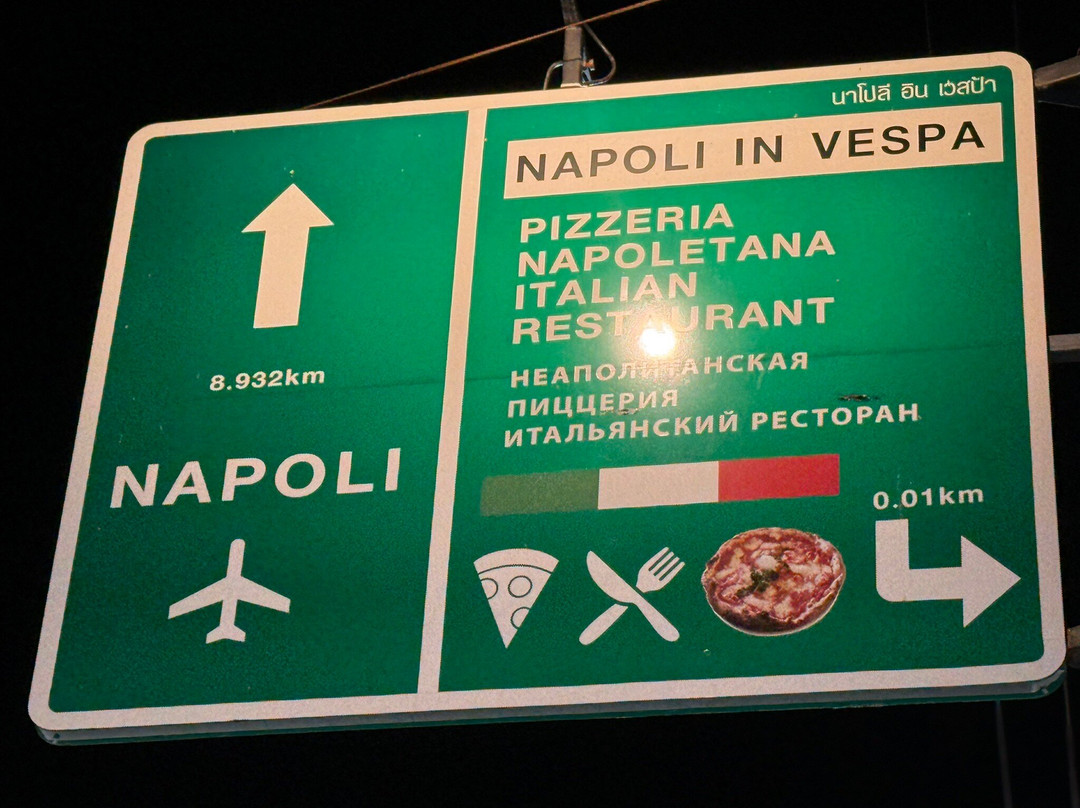 8.932km
NAPOLI
นาโปลี อิน เวสป้า
NAPOLI IN VESPA
PIZZERIA
NAPOLETANA
ITALIAN
RESTAURANT
НЕАПОЛИТАНСКАЯ
ПИЦЦЕРИЯ
ИТАЛЬЯНСКИЙ РЕСТОРАН
0.01km